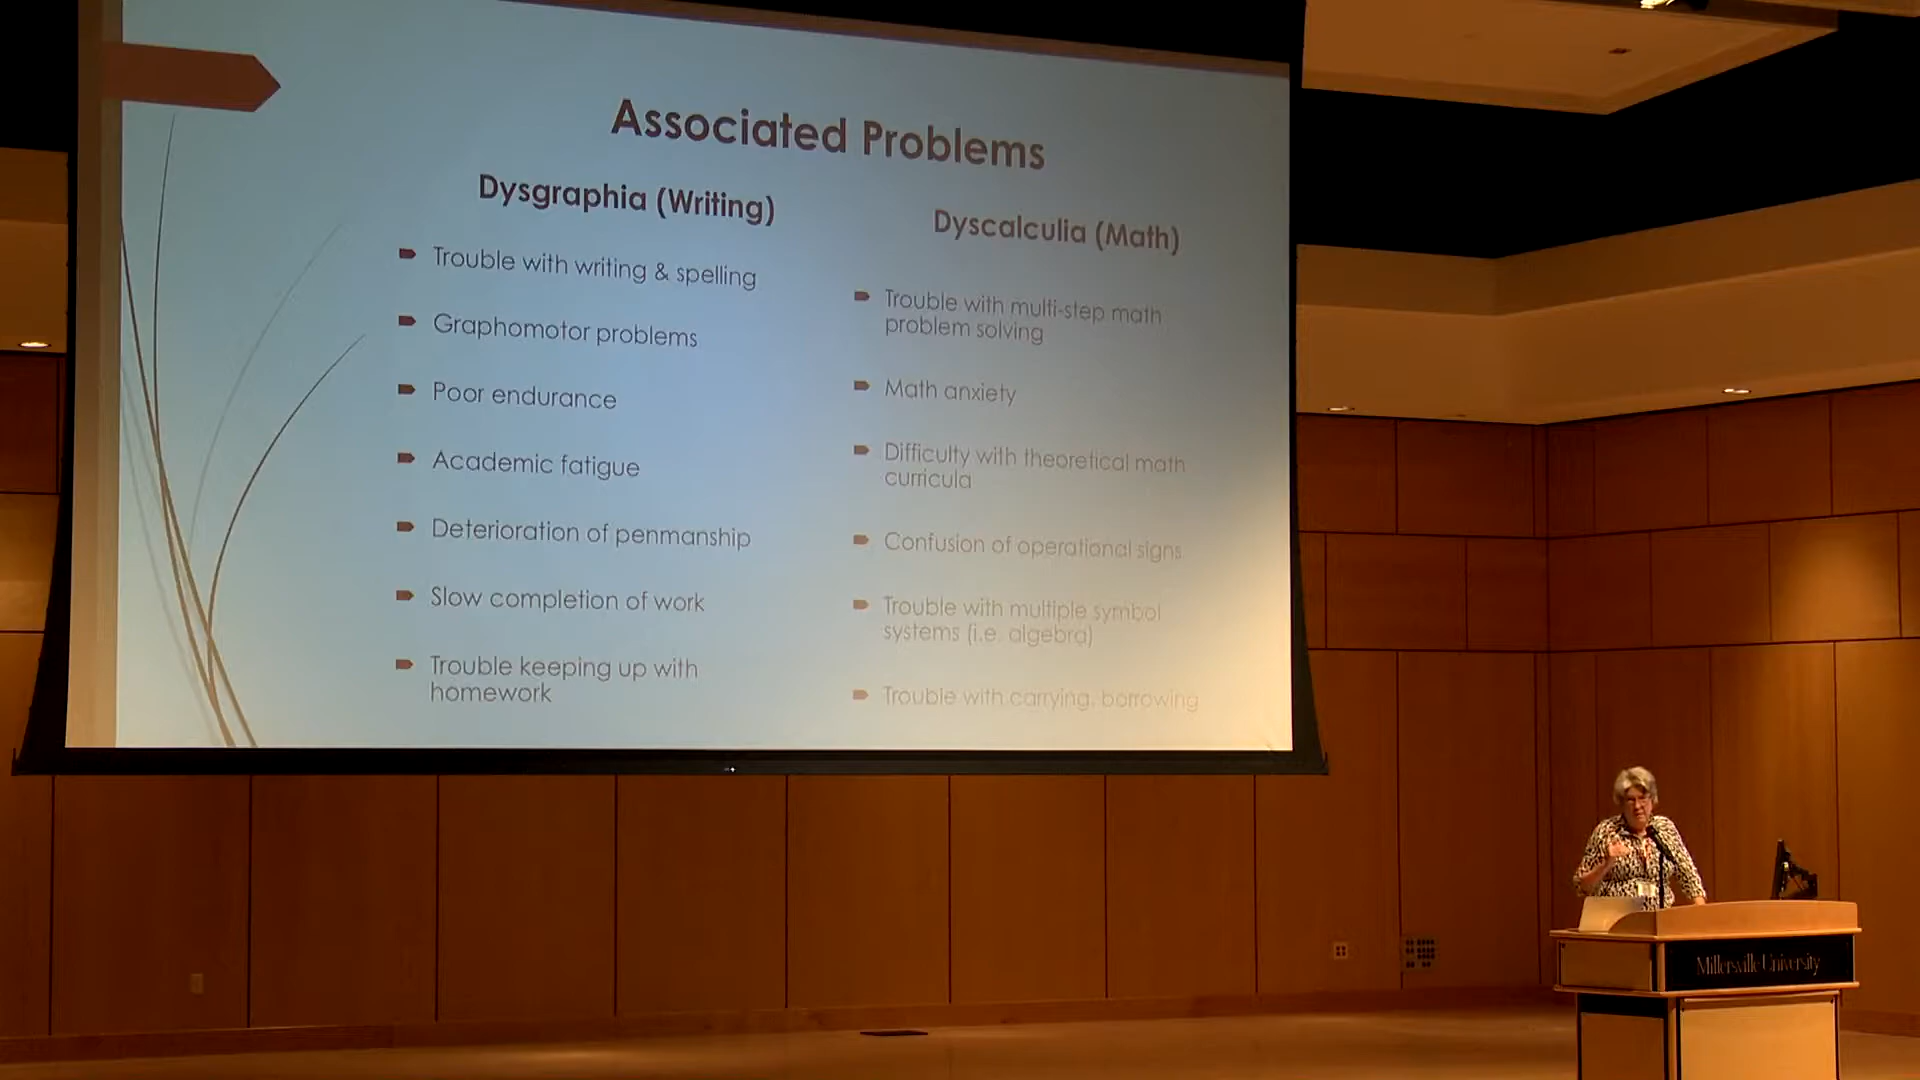 Associated Problems
Dysgraphia (Writing)
Trouble with writing & spelling
Graphomotor problems
Poor endurance
Academic fatigue
Deterioration of penmanship
Slow completion of work
Trouble keeping up with
homework
Dyscalculia (Math)
Trouble with multi-step math
problem solving
Math anxiety
Difficulty with theoretical math
curricula
Confusion of operational signs
Trouble with multiple symbol
systems (i.e. algebra)
Trouble with carrying, borrowing
Millersville University